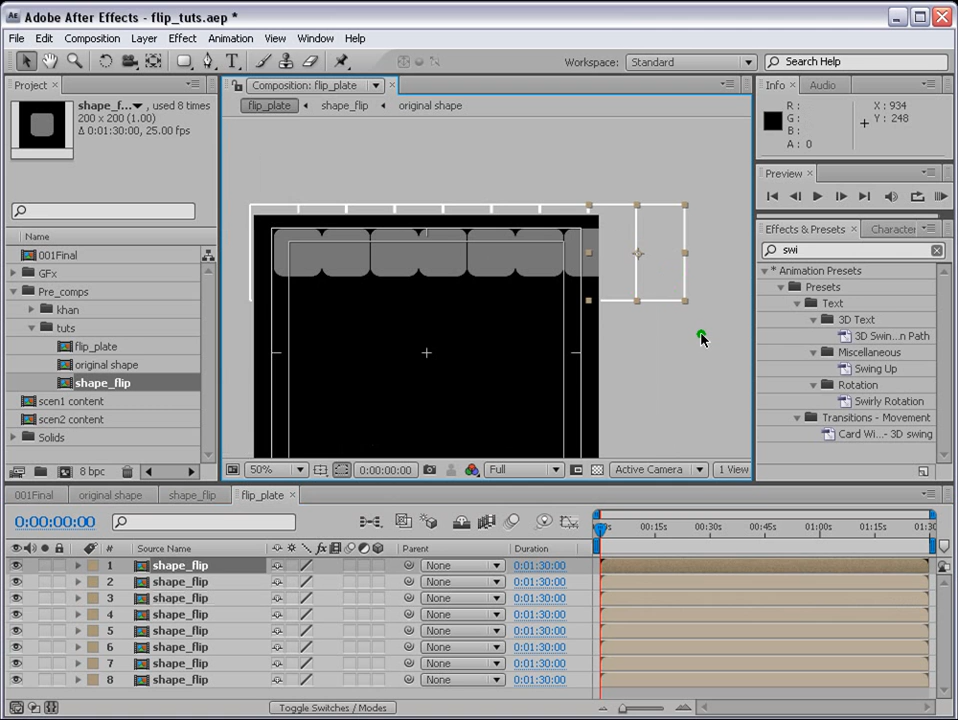 Adobe After Effects - flip_tuts.aep *
File Edit Composition Layer Effect Animation View Window Help
Workspace: Standard Search Help
Project
shape_f... , used 8 times
200 x 200 (1.00)
Δ 0:01:30:00, 25.00 fps
Name
001Final
GFx
Pre_comps
khan
tuts
flip_plate
original shape
shape_flip
scen1 content
scen2 content
Solids
8 bpc
Composition: flip_plate
flip_plate shape_flip original shape
50% 0:00:00:00 Full Active Camera 1 View
Info Audio
R : X : 934
G : Y : 248
B :
A : 0
Preview
Effects & Presets Character
swi
* Animation Presets
Presets
Text
3D Text
3D Swin...n Path
Miscellaneous
Swing Up
Rotation
Swirly Rotation
Transitions - Movement
Card Wi...- 3D swing
001Final original shape shape_flip flip_plate
0:00:00:00
00:15s 00:30s 00:45s 01:00s 01:15s 01:30
# Source Name fx Parent Duration
1 shape_flip None 0:01:30:00
2 shape_flip None 0:01:30:00
3 shape_flip None 0:01:30:00
4 shape_flip None 0:01:30:00
5 shape_flip None 0:01:30:00
6 shape_flip None 0:01:30:00
7 shape_flip None 0:01:30:00
8 shape_flip None 0:01:30:00
Toggle Switches / Modes